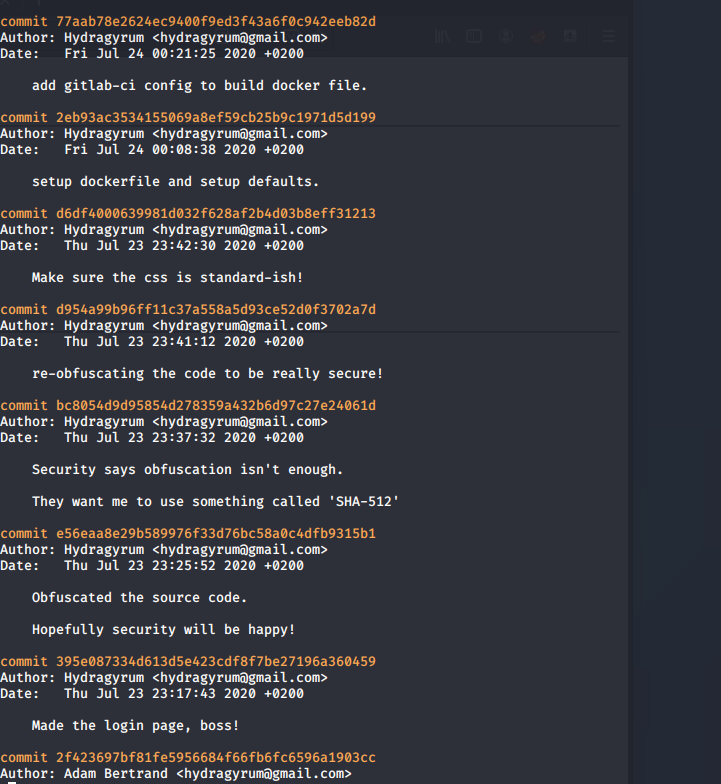 commit 77aab78e2624ec9400f9ed3f43a6f0c942eeb82d
Author: Hydragyrum <hydragyrum@gmail.com>
Date:   Fri Jul 24 00:21:25 2020 +0200
add gitlab-ci config to build docker file.
commit 2eb93ac3534155069a8ef59cb25b9c1971d5d199
Author: Hydragyrum <hydragyrum@gmail.com>
Date:   Fri Jul 24 00:08:38 2020 +0200
setup dockerfile and setup defaults.
commit d6df4000639981d032f628af2b4d03b8eff31213
Author: Hydragyrum <hydragyrum@gmail.com>
Date:   Thu Jul 23 23:42:30 2020 +0200
Make sure the css is standard-ish!
commit d954a99b96ff11c37a558a5d93ce52d0f3702a7d
Author: Hydragyrum <hydragyrum@gmail.com>
Date:   Thu Jul 23 23:41:12 2020 +0200
re-obfuscating the code to be really secure!
commit bc8054d9d95854d278359a432b6d97c27e24061d
Author: Hydragyrum <hydragyrum@gmail.com>
Date:   Thu Jul 23 23:37:32 2020 +0200
Security says obfuscation isn't enough.
They want me to use something called 'SHA-512'
commit e56eaa8e29b589976f33d76bc58a0c4dfb9315b1
Author: Hydragyrum <hydragyrum@gmail.com>
Date:   Thu Jul 23 23:25:52 2020 +0200
Obfuscated the source code.
Hopefully security will be happy!
commit 395e087334d613d5e423cdf8f7be27196a360459
Author: Hydragyrum <hydragyrum@gmail.com>
Date:   Thu Jul 23 23:17:43 2020 +0200
Made the login page, boss!
commit 2f423697bf81fe5956684f66fb6fc6596a1903cc
Author: Adam Bertrand <hydragyrum@gmail.com>